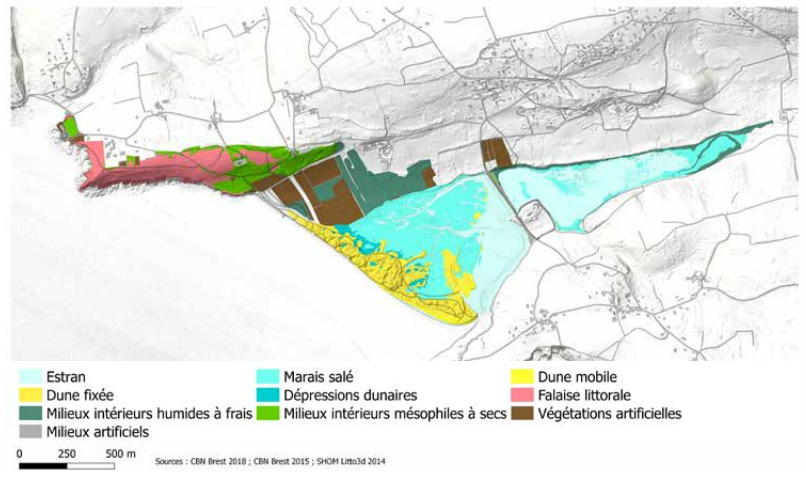 Estran
Marais salé
Dune mobile
Dune fixée
Dépressions dunaires
Falaise littorale
Milieux intérieurs humides à frais
Milieux intérieurs mésophiles à secs
Végétations artificielles
Milieux artificiels
0 250 500 m
Sources : CBN Brest 2018 ; CBN Brest 2015 ; SHOM Litto3d 2014